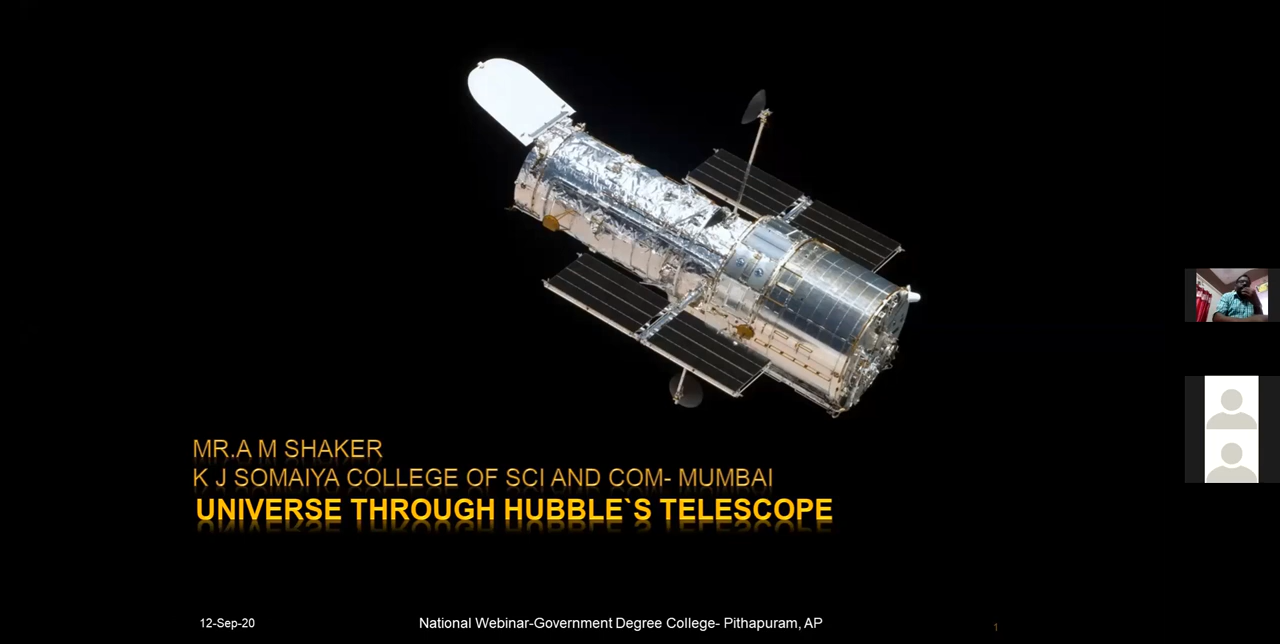 MR.A M SHAKER
K J SOMAIYA COLLEGE OF SCI AND COM- MUMBAI
UNIVERSE THROUGH HUBBLE`S TELESCOPE
12-Sep-20
National Webinar-Government Degree College- Pithapuram, AP
1